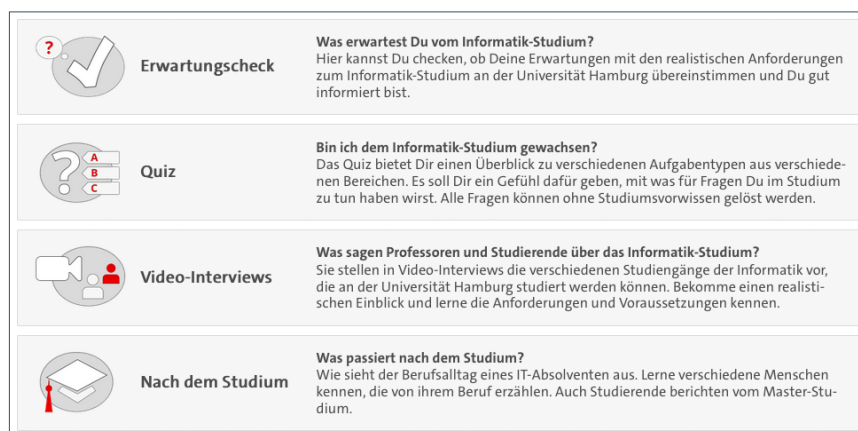 ?
Erwartungscheck
Was erwartest Du vom Informatik-Studium?
Hier kannst Du checken, ob Deine Erwartungen mit den realistischen Anforderungen
zum Informatik-Studium an der Universität Hamburg übereinstimmen und Du gut
informiert bist.
?
A
B
C
Quiz
Bin ich dem Informatik-Studium gewachsen?
Das Quiz bietet Dir einen Überblick zu verschiedenen Aufgabentypen aus verschiede-
nen Bereichen. Es soll Dir ein Gefühl dafür geben, mit was für Fragen Du im Studium
zu tun haben wirst. Alle Fragen können ohne Studiumsvorwissen gelöst werden.
Video-Interviews
Was sagen Professoren und Studierende über das Informatik-Studium?
Sie stellen in Video-Interviews die verschiedenen Studiengänge der Informatik vor,
die an der Universität Hamburg studiert werden können. Bekomme einen realisti-
schen Einblick und lerne die Anforderungen und Voraussetzungen kennen.
Nach dem Studium
Was passiert nach dem Studium?
Wie sieht der Berufsalltag eines IT-Absolventen aus. Lerne verschiedene Menschen
kennen, die von ihrem Beruf erzählen. Auch Studierende berichten vom Master-Stu-
dium.